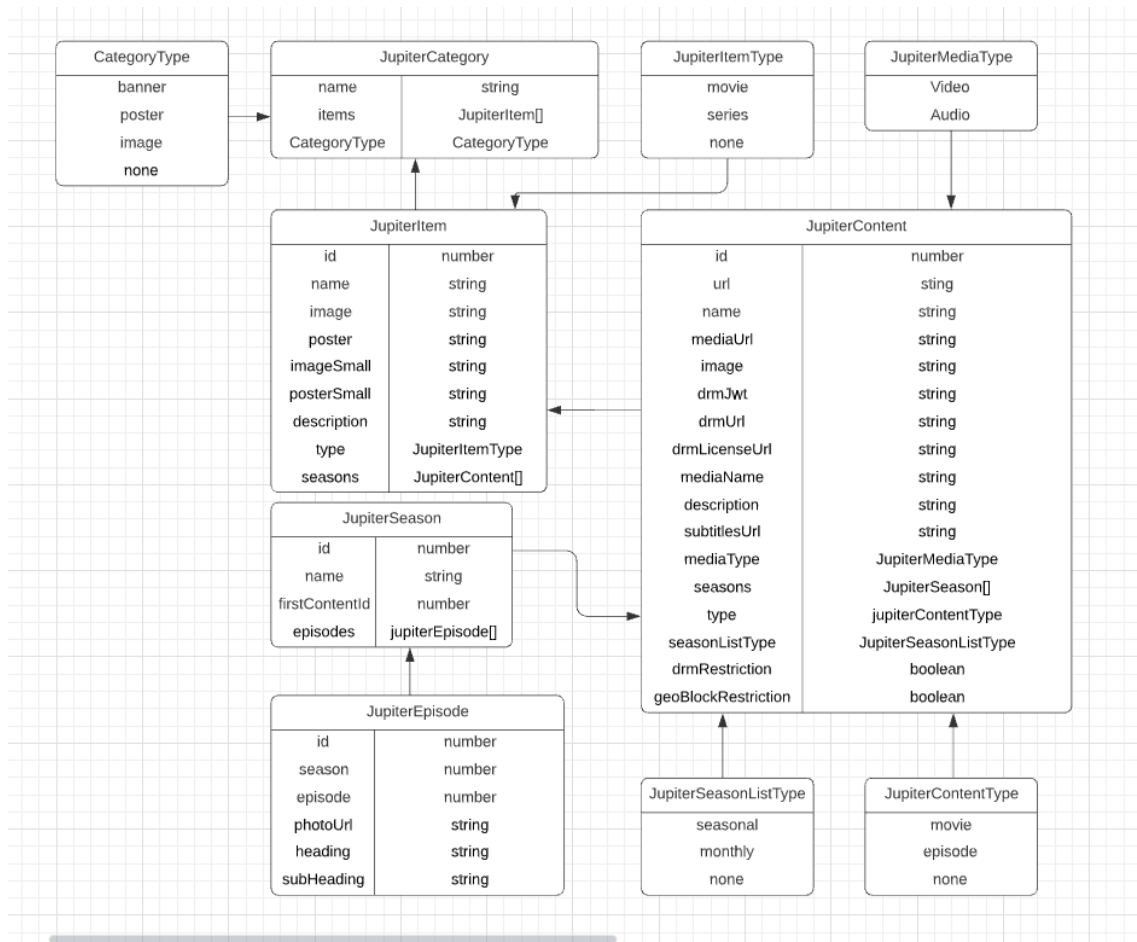 CategoryType
banner
poster
image
none
JupiterCategory
name string
items JupiterItem[]
CategoryType CategoryType
JupiterItemType
movie
series
none
JupiterMediaType
Video
Audio
JupiterItem
id number
name string
image string
poster string
imageSmall string
posterSmall string
description string
type JupiterItemType
seasons JupiterContent[]
JupiterContent
id number
url sting
name string
mediaUrl string
image string
drmJwt string
drmUrl string
drmLicenseUrl string
mediaName string
description string
subtitlesUrl string
mediaType JupiterMediaType
seasons JupiterSeason[]
type jupiterContentType
seasonListType JupiterSeasonListType
drmRestriction boolean
geoBlockRestriction boolean
JupiterSeason
id number
name string
firstContentId number
episodes jupiterEpisode[]
JupiterEpisode
id number
season number
episode number
photoUrl string
heading string
subHeading string
JupiterSeasonListType
seasonal
monthly
none
JupiterContentType
movie
episode
none